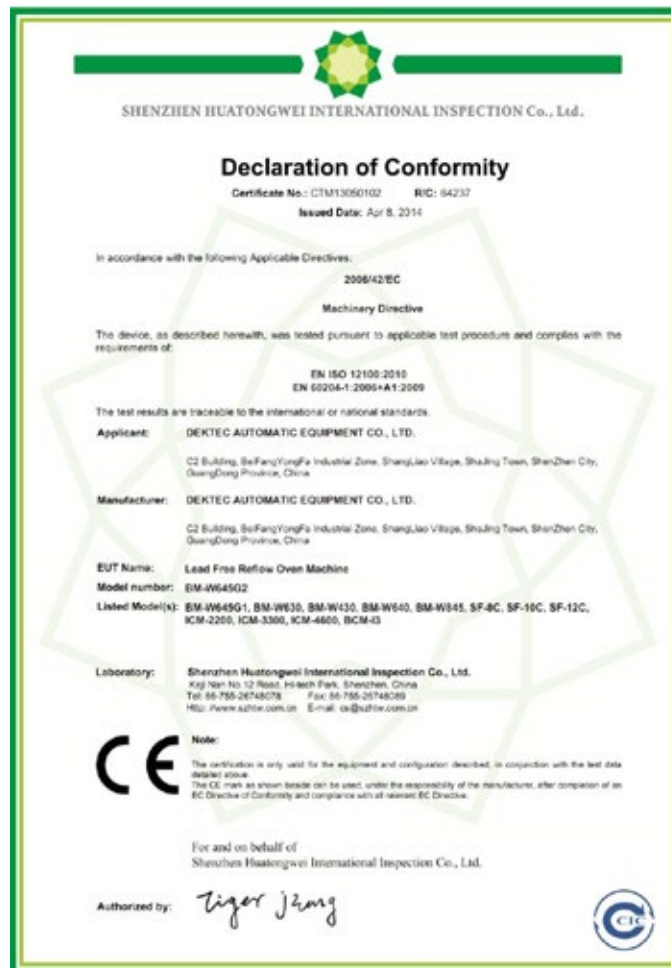 SHENZHEN HUATONGWEI INTERNATIONAL INSPECTION Co., Ltd.
Declaration of Conformity
Certificate No.: CTM13050102 R/C: 64237
Issued Date: Apr 8, 2014
In accordance with the following Applicable Directives:
2006/42/EC
Machinery Directive
The device, as described herewith, was tested pursuant to applicable test procedure and complies with the
requirements of:
EN ISO 12100:2010
EN 60204-1:2006+A1:2009
The test results are traceable to the international or national standards.
Applicant: DEKTEC AUTOMATIC EQUIPMENT CO., LTD.
C2 Building, BeiFangYongFa Industrial Zone, ShangLiao Village, ShaJing Town, ShenZhen City,
GuangDong Province, China
Manufacturer: DEKTEC AUTOMATIC EQUIPMENT CO., LTD.
C2 Building, BeiFangYongFa Industrial Zone, ShangLiao Village, ShaJing Town, ShenZhen City,
GuangDong Province, China
EUT Name: Lead Free Reflow Oven Machine
Model number: BM-W645G2
Listed Model(s): BM-W645G1, BM-W630, BM-W430, BM-W640, BM-W845, SF-8C, SF-10C, SF-12C,
ICM-2200, ICM-3300, ICM-4600, BCM-I3
Laboratory: Shenzhen Huatongwei International Inspection Co., Ltd.
Keji Nan No.12 Road, Hi-tech Park, Shenzhen, China
Tel: 86-755-26748078 Fax: 86-755-26748089
Http: //www.szhtw.com.cn E-mail: cs@szhtw.com.cn
CE
Note:
The certification is only valid for the equipment and configuration described, in conjunction with the test data
detailed above.
The CE mark as shown beside can be used, under the responsibility of the manufacturer, after completion of an
EC Directive of Conformity and compliance with all relevant EC Directive.
For and on behalf of
Shenzhen Huatongwei International Inspection Co., Ltd.
Authorized by: Tiger Jzang
CCIC